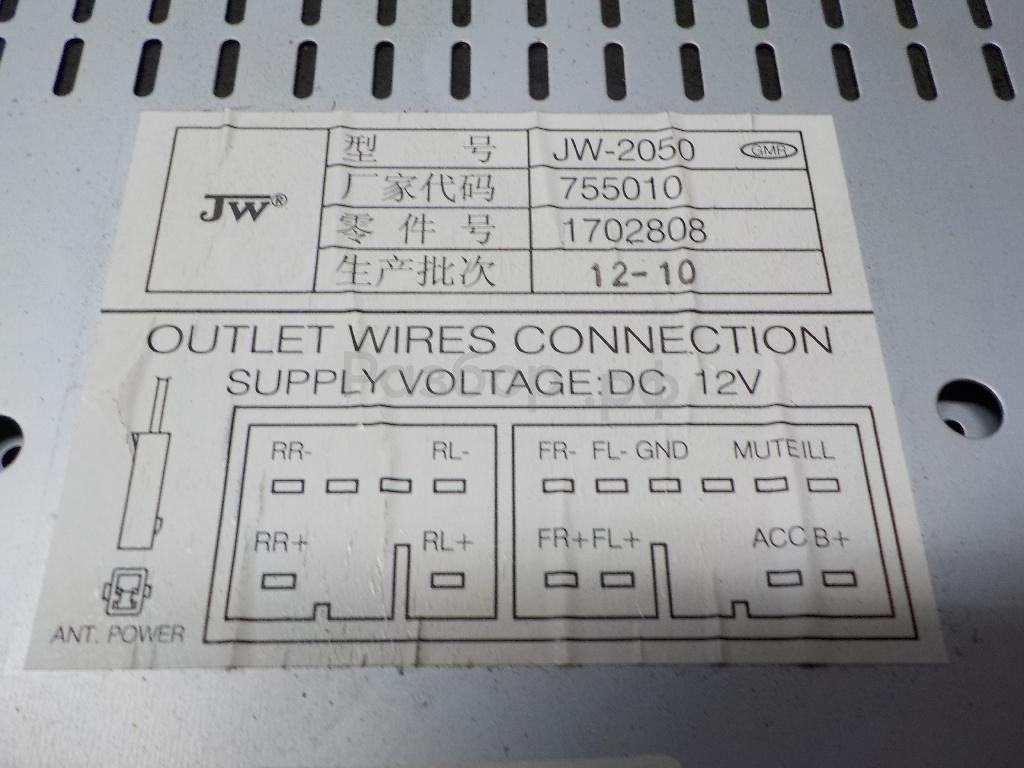 JW®
型 号 JW-2050 GMR
厂家代码 755010
零 件 号 1702808
生产批次 12-10
OUTLET WIRES CONNECTION
SUPPLY VOLTAGE:DC 12V
RR- RL- FR- FL- GND MUTE ILL
RR+ RL+ FR+ FL+ ACC B+
ANT. POWER